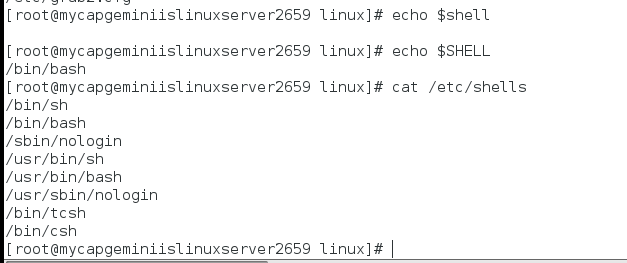 [root@mycapgeminiislinuxserver2659 linux]# echo $shell
[root@mycapgeminiislinuxserver2659 linux]# echo $SHELL
/bin/bash
[root@mycapgeminiislinuxserver2659 linux]# cat /etc/shells
/bin/sh
/bin/bash
/sbin/nologin
/usr/bin/sh
/usr/bin/bash
/usr/sbin/nologin
/bin/tcsh
/bin/csh
[root@mycapgeminiislinuxserver2659 linux]#